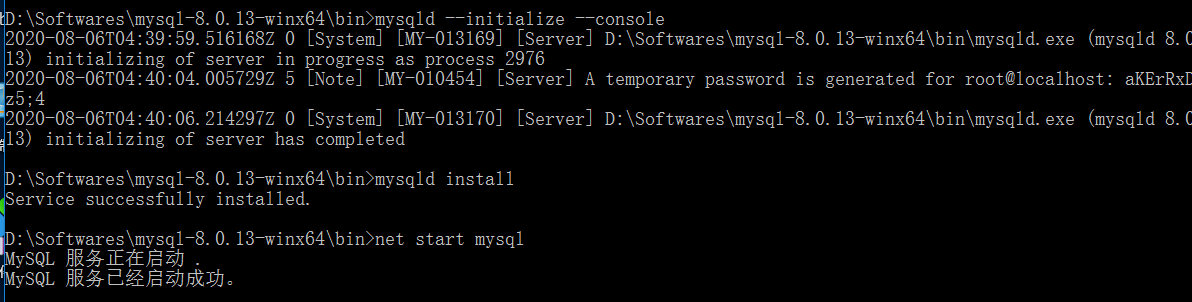 D:\Softwares\mysql-8.0.13-winx64\bin>mysqld --initialize --console
2020-08-06T04:39:59.516168Z 0 [System] [MY-013169] [Server] D:\Softwares\mysql-8.0.13-winx64\bin\mysqld.exe (mysqld 8.0.
13) initializing of server in progress as process 2976
2020-08-06T04:40:04.005729Z 5 [Note] [MY-010454] [Server] A temporary password is generated for root@localhost: aKErRxD
z5;4
2020-08-06T04:40:06.214297Z 0 [System] [MY-013170] [Server] D:\Softwares\mysql-8.0.13-winx64\bin\mysqld.exe (mysqld 8.0.
13) initializing of server has completed
D:\Softwares\mysql-8.0.13-winx64\bin>mysqld install
Service successfully installed.
D:\Softwares\mysql-8.0.13-winx64\bin>net start mysql
MySQL 服务正在启动 .
MySQL 服务已经启动成功。